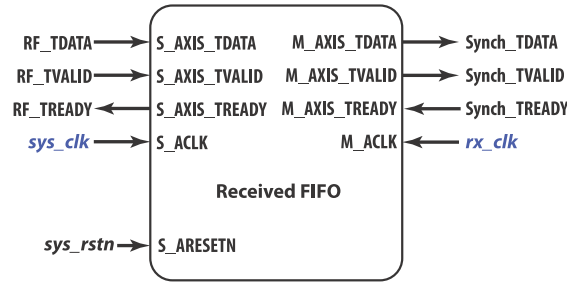 RF_TDATA S_AXIS_TDATA M_AXIS_TDATA Synch_TDATA
RF_TVALID S_AXIS_TVALID M_AXIS_TVALID Synch_TVALID
RF_TREADY S_AXIS_TREADY M_AXIS_TREADY Synch_TREADY
sys_clk S_ACLK M_ACLK rx_clk
Received FIFO
sys_rstn S_ARESETN